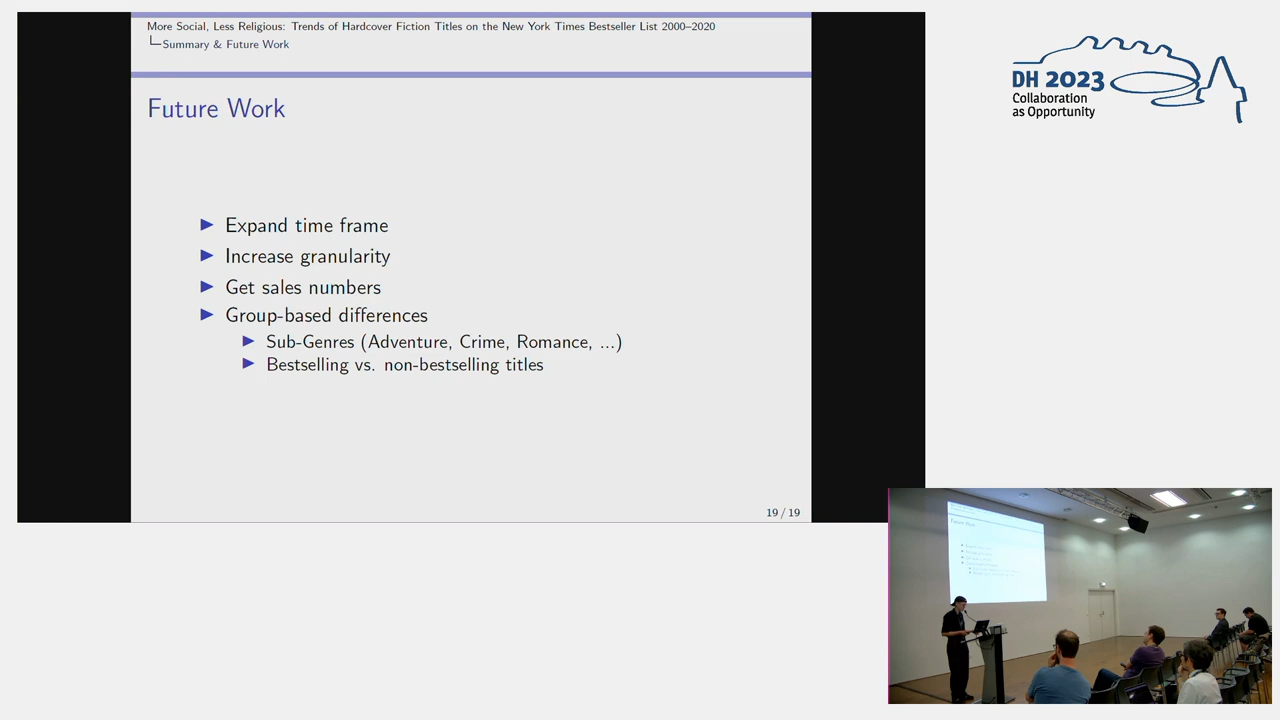 More Social, Less Religious: Trends of Hardcover Fiction Titles on the New York Times Bestseller List 2000–2020
Summary & Future Work
Future Work
Expand time frame
Increase granularity
Get sales numbers
Group-based differences
Sub-Genres (Adventure, Crime, Romance, ...)
Bestselling vs. non-bestselling titles
19 / 19
DH 2023
Collaboration
as Opportunity
Future Work